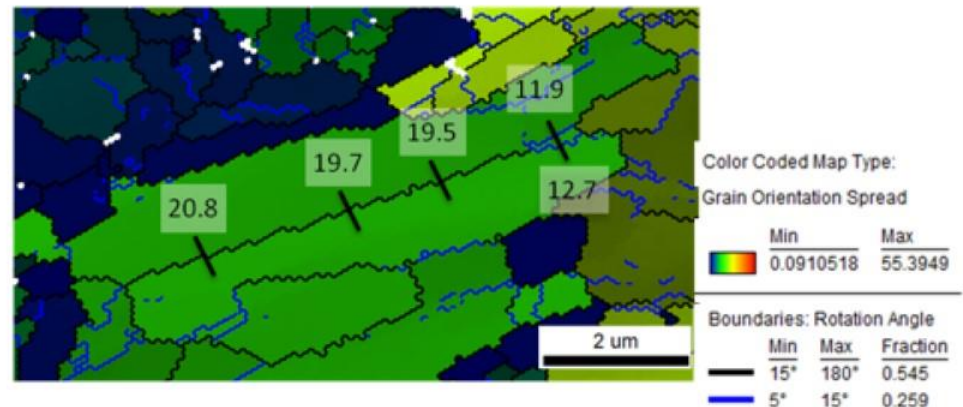 11.9
19.5
19.7
12.7
20.8
2 um
Color Coded Map Type:
Grain Orientation Spread
Min Max
0.0910518 55.3949
Boundaries: Rotation Angle
Min Max Fraction
15° 180° 0.545
5° 15° 0.259